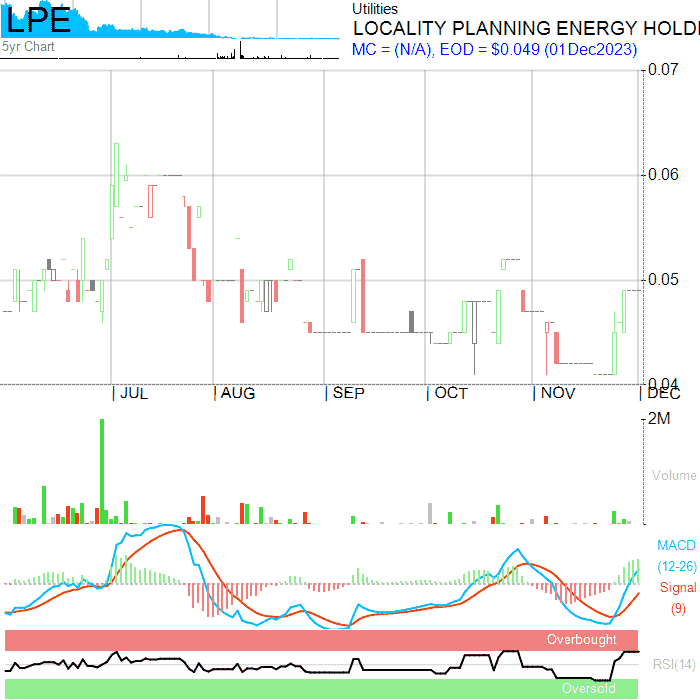 LPE
5yr Chart
Utilities
LOCALITY PLANNING ENERGY HOLDI
MC = (N/A), EOD = $0.049 (01Dec2023)
0.07
0.06
0.05
0.04
JUL
AUG
SEP
OCT
NOV
DEC
2M
Volume
MACD
(12-26)
Signal
(9)
Overbought
RSI(14)
Oversold